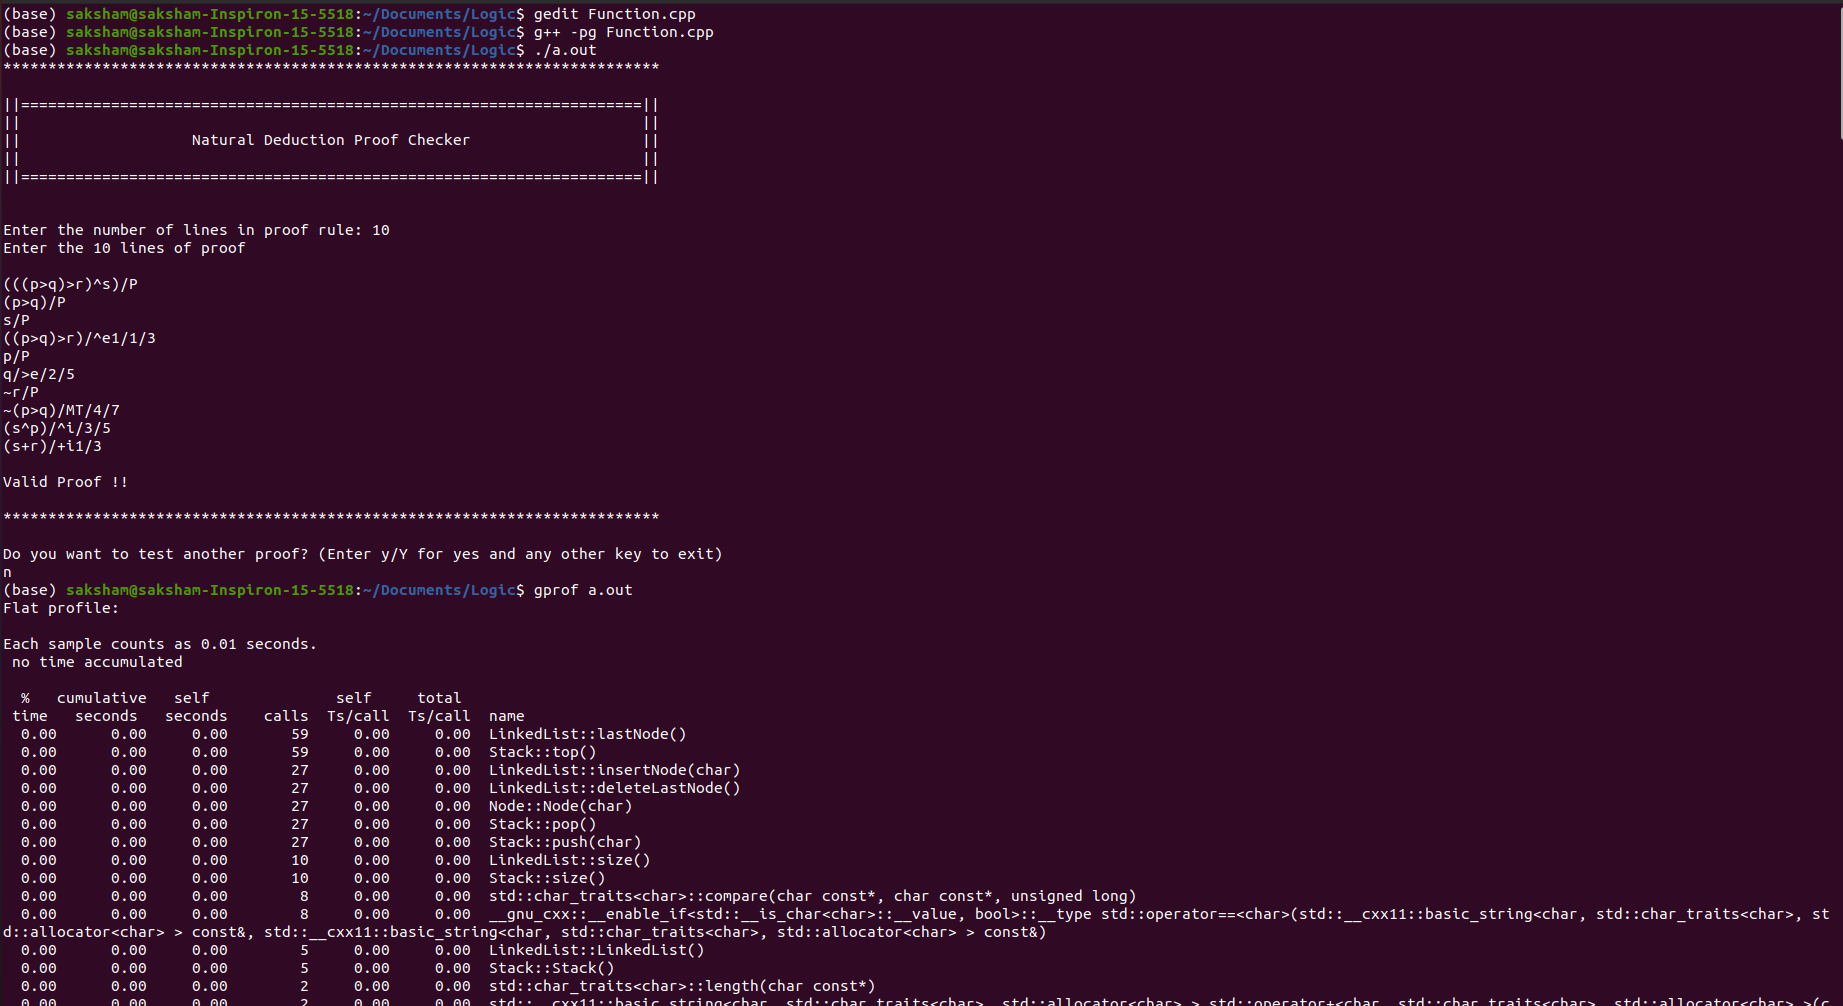 (base) saksham@saksham-Inspiron-15-5518:~/Documents/Logic$ gedit Function.cpp
(base) saksham@saksham-Inspiron-15-5518:~/Documents/Logic$ g++ -pg Function.cpp
(base) saksham@saksham-Inspiron-15-5518:~/Documents/Logic$ ./a.out
*************************************************************************
||=====================================================================||
|| ||
|| Natural Deduction Proof Checker ||
|| ||
||=====================================================================||
Enter the number of lines in proof rule: 10
Enter the 10 lines of proof
(((p>q)>r)^s)/P
(p>q)/P
s/P
((p>q)>r)/^e1/1/3
p/P
q/>e/2/5
~r/P
~(p>q)/MT/4/7
(s^p)/^i/3/5
(s+r)/+i1/3
Valid Proof !!
*************************************************************************
Do you want to test another proof? (Enter y/Y for yes and any other key to exit)
n
(base) saksham@saksham-Inspiron-15-5518:~/Documents/Logic$ gprof a.out
Flat profile:
Each sample counts as 0.01 seconds.
 no time accumulated
% cumulative self self total
time seconds seconds calls Ts/call Ts/call name
0.00 0.00 0.00 59 0.00 0.00 LinkedList::lastNode()
0.00 0.00 0.00 59 0.00 0.00 Stack::top()
0.00 0.00 0.00 27 0.00 0.00 LinkedList::insertNode(char)
0.00 0.00 0.00 27 0.00 0.00 LinkedList::deleteLastNode()
0.00 0.00 0.00 27 0.00 0.00 Node::Node(char)
0.00 0.00 0.00 27 0.00 0.00 Stack::pop()
0.00 0.00 0.00 27 0.00 0.00 Stack::push(char)
0.00 0.00 0.00 10 0.00 0.00 LinkedList::size()
0.00 0.00 0.00 10 0.00 0.00 Stack::size()
0.00 0.00 0.00 8 0.00 0.00 std::char_traits<char>::compare(char const*, char const*, unsigned long)
0.00 0.00 0.00 8 0.00 0.00 __gnu_cxx::__enable_if<std::__is_char<char>::__value, bool>::__type std::operator==<char>(std::__cxx11::basic_string<char, std::char_traits<char>, st
d::allocator<char> > const&, std::__cxx11::basic_string<char, std::char_traits<char>, std::allocator<char> > const&)
0.00 0.00 0.00 5 0.00 0.00 LinkedList::LinkedList()
0.00 0.00 0.00 5 0.00 0.00 Stack::Stack()
0.00 0.00 0.00 2 0.00 0.00 std::char_traits<char>::length(char const*)
0.00 0.00 0.00 2 0.00 0.00 std::__cxx11::basic_string<char, std::char_traits<char>, std::allocator<char> > std::operator+<char, std::char_traits<char>, std::allocator<char> >(c